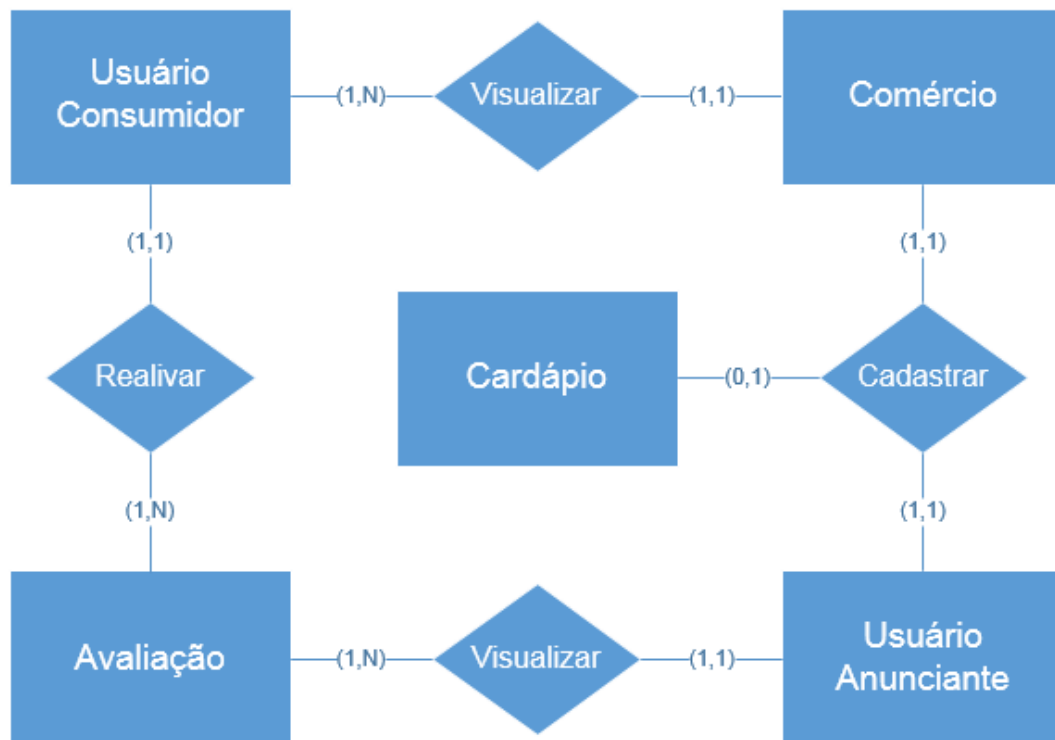 Usuário
Consumidor
(1,N)
Visualizar
(1,1)
Comércio
(1,1)
(1,1)
Realivar
Cardápio
(0,1)
Cadastrar
(1,N)
(1,1)
Avaliação
(1,N)
Visualizar
(1,1)
Usuário
Anunciante